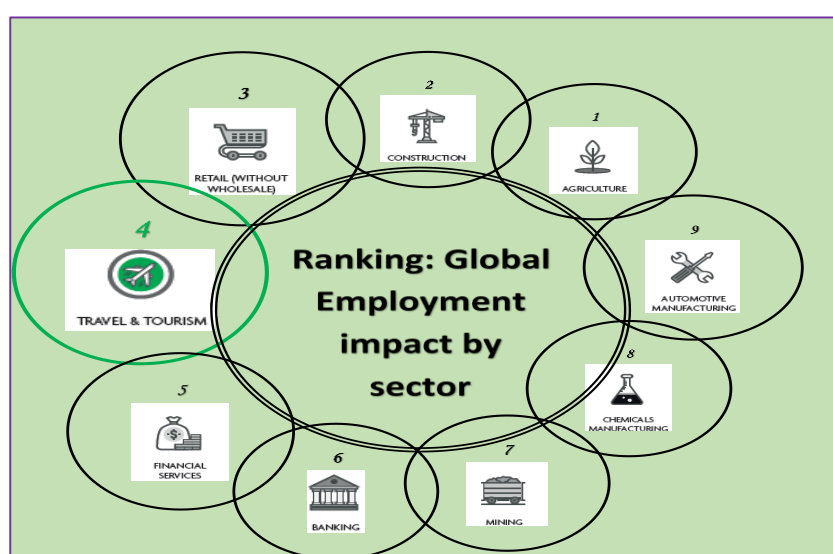 3
RETAIL (WITHOUT
WHOLESALE)
2
CONSTRUCTION
1
AGRICULTURE
4
TRAVEL & TOURISM
Ranking: Global
Employment
impact by
sector
9
AUTOMOTIVE
MANUFACTURING
8
CHEMICALS
MANUFACTURING
5
$
FINANCIAL
SERVICES
6
BANKING
7
MINING